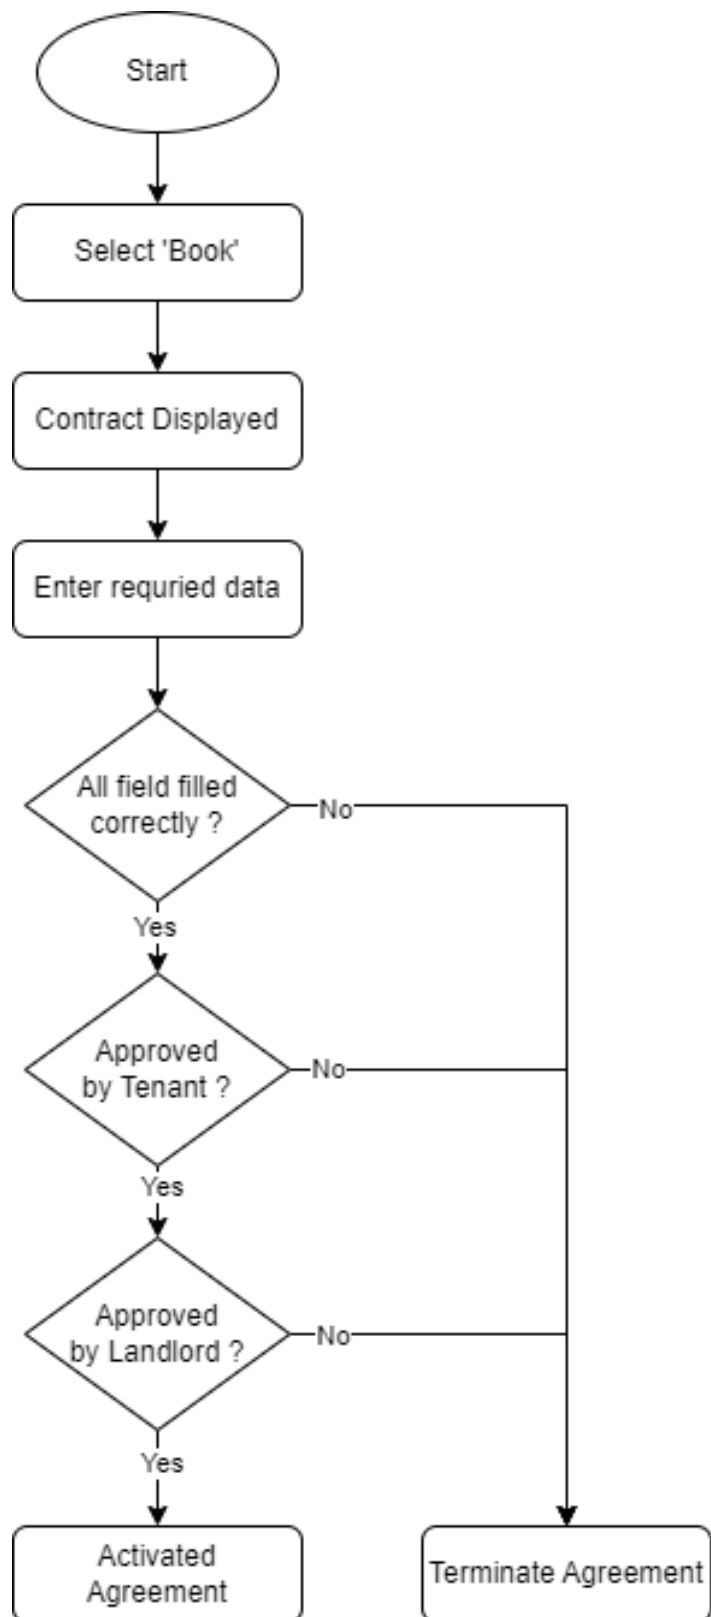 Start
Select 'Book'
Contract Displayed
Enter requried data
All field filled
correctly ?
No
Yes
Approved
by Tenant ?
No
Yes
Approved
by Landlord ?
No
Yes
Activated
Agreement
Terminate Agreement